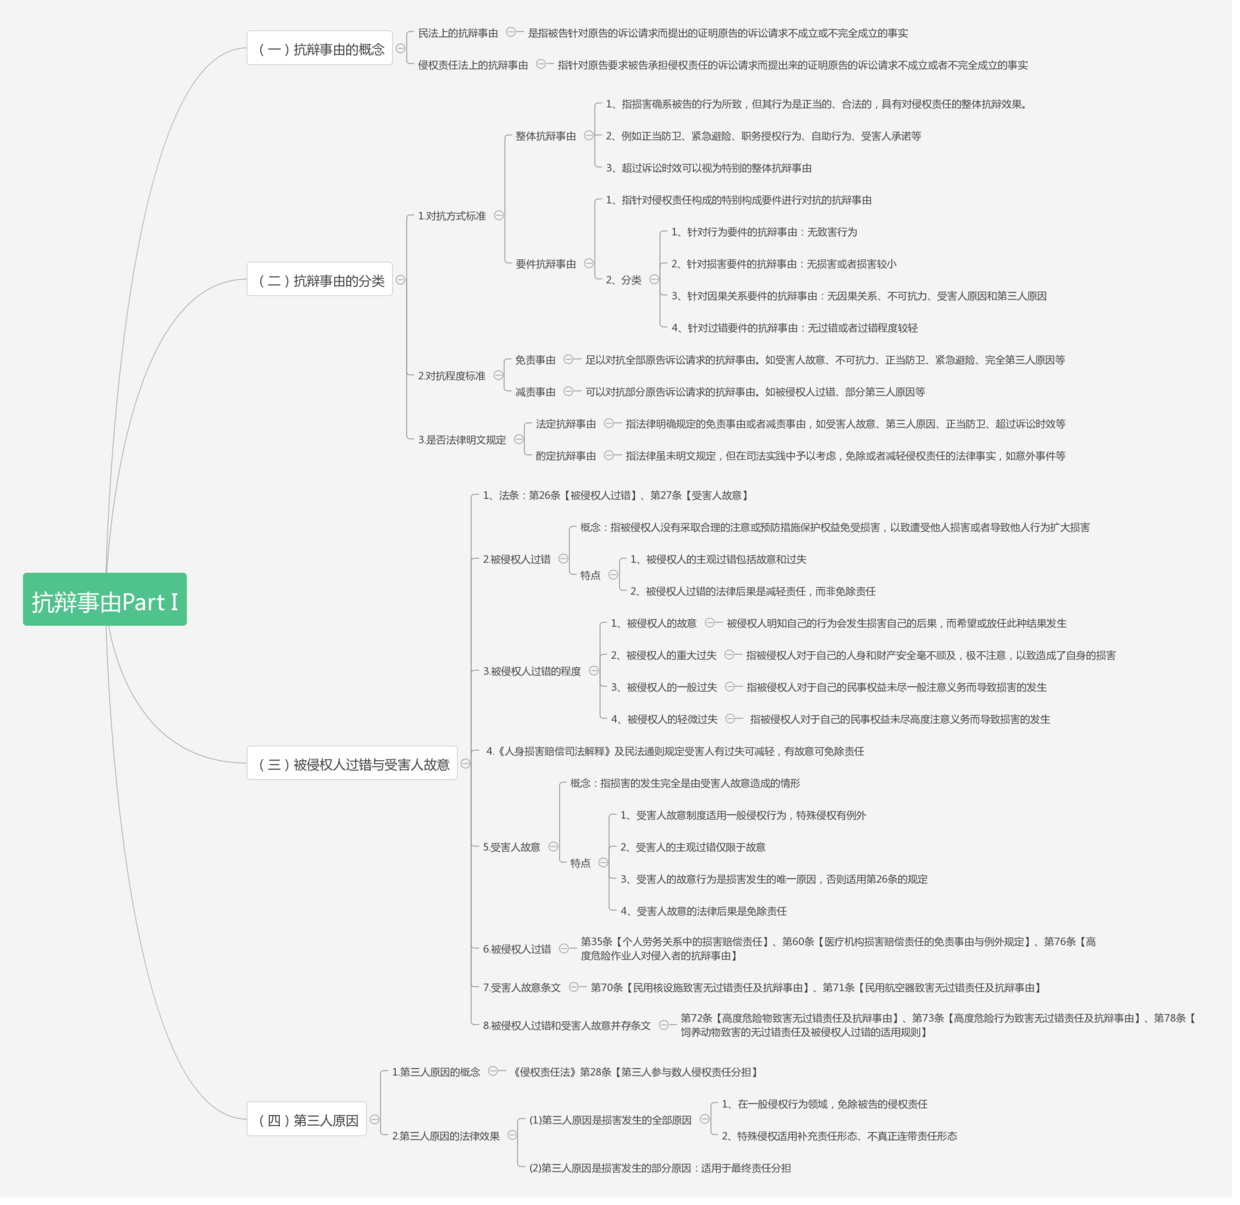 抗辩事由Part I
（一）抗辩事由的概念
民法上的抗辩事由
是指被告针对原告的诉讼请求而提出的证明原告的诉讼请求不成立或不完全成立的事实
侵权责任法上的抗辩事由
指针对原告要求被告承担侵权责任的诉讼请求而提出来的证明原告的诉讼请求不成立或者不完全成立的事实
（二）抗辩事由的分类
1.对抗方式标准
整体抗辩事由
1、指损害确系被告的行为所致，但其行为是正当的、合法的，具有对侵权责任的整体抗辩效果。
2、例如正当防卫、紧急避险、职务授权行为、自助行为、受害人承诺等
3、超过诉讼时效可以视为特别的整体抗辩事由
要件抗辩事由
1、指针对侵权责任构成的特别构成要件进行对抗的抗辩事由
2、分类
1、针对行为要件的抗辩事由：无致害行为
2、针对损害要件的抗辩事由：无损害或者损害较小
3、针对因果关系要件的抗辩事由：无因果关系、不可抗力、受害人原因和第三人原因
4、针对过错要件的抗辩事由：无过错或者过错程度较轻
2.对抗程度标准
免责事由
足以对抗全部原告诉讼请求的抗辩事由。如受害人故意、不可抗力、正当防卫、紧急避险、完全第三人原因等
减责事由
可以对抗部分原告诉讼请求的抗辩事由。如被侵权人过错、部分第三人原因等
3.是否法律明文规定
法定抗辩事由
指法律明确规定的免责事由或者减责事由，如受害人故意、第三人原因、正当防卫、超过诉讼时效等
酌定抗辩事由
指法律虽未明文规定，但在司法实践中予以考虑，免除或者减轻侵权责任的法律事实，如意外事件等
（三）被侵权人过错与受害人故意
1、法条：第26条【被侵权人过错】、第27条【受害人故意】
2.被侵权人过错
概念：指被侵权人没有采取合理的注意或预防措施保护权益免受损害，以致遭受他人损害或者导致他人行为扩大损害
特点
1、被侵权人的主观过错包括故意和过失
2、被侵权人过错的法律后果是减轻责任，而非免除责任
3.被侵权人过错的程度
1、被侵权人的故意
被侵权人明知自己的行为会发生损害自己的后果，而希望或放任此种结果发生
2、被侵权人的重大过失
指被侵权人对于自己的人身和财产安全毫不顾及，极不注意，以致造成了自身的损害
3、被侵权人的一般过失
指被侵权人对于自己的民事权益未尽一般注意义务而导致损害的发生
4、被侵权人的轻微过失
指被侵权人对于自己的民事权益未尽高度注意义务而导致损害的发生
4.《人身损害赔偿司法解释》及民法通则规定受害人有过失可减轻，有故意可免除责任
5.受害人故意
概念：指损害的发生完全是由受害人故意造成的情形
特点
1、受害人故意制度适用一般侵权行为，特殊侵权有例外
2、受害人的主观过错仅限于故意
3、受害人的故意行为是损害发生的唯一原因，否则适用第26条的规定
4、受害人故意的法律后果是免除责任
6.被侵权人过错
第35条【个人劳务关系中的损害赔偿责任】、第60条【医疗机构损害赔偿责任的免责事由与例外规定】、第76条【高
度危险作业人对侵入者的抗辩事由】
7.受害人故意条文
第70条【民用核设施致害无过错责任及抗辩事由】、第71条【民用航空器致害无过错责任及抗辩事由】
8.被侵权人过错和受害人故意并存条文
第72条【高度危险物致害无过错责任及抗辩事由】、第73条【高度危险行为致害无过错责任及抗辩事由】、第78条【
饲养动物致害的无过错责任及被侵权人过错的适用规则】
（四）第三人原因
1.第三人原因的概念
《侵权责任法》第28条【第三人参与数人侵权责任分担】
2.第三人原因的法律效果
(1)第三人原因是损害发生的全部原因
1、在一般侵权行为领域，免除被告的侵权责任
2、特殊侵权适用补充责任形态、不真正连带责任形态
(2)第三人原因是损害发生的部分原因：适用于最终责任分担